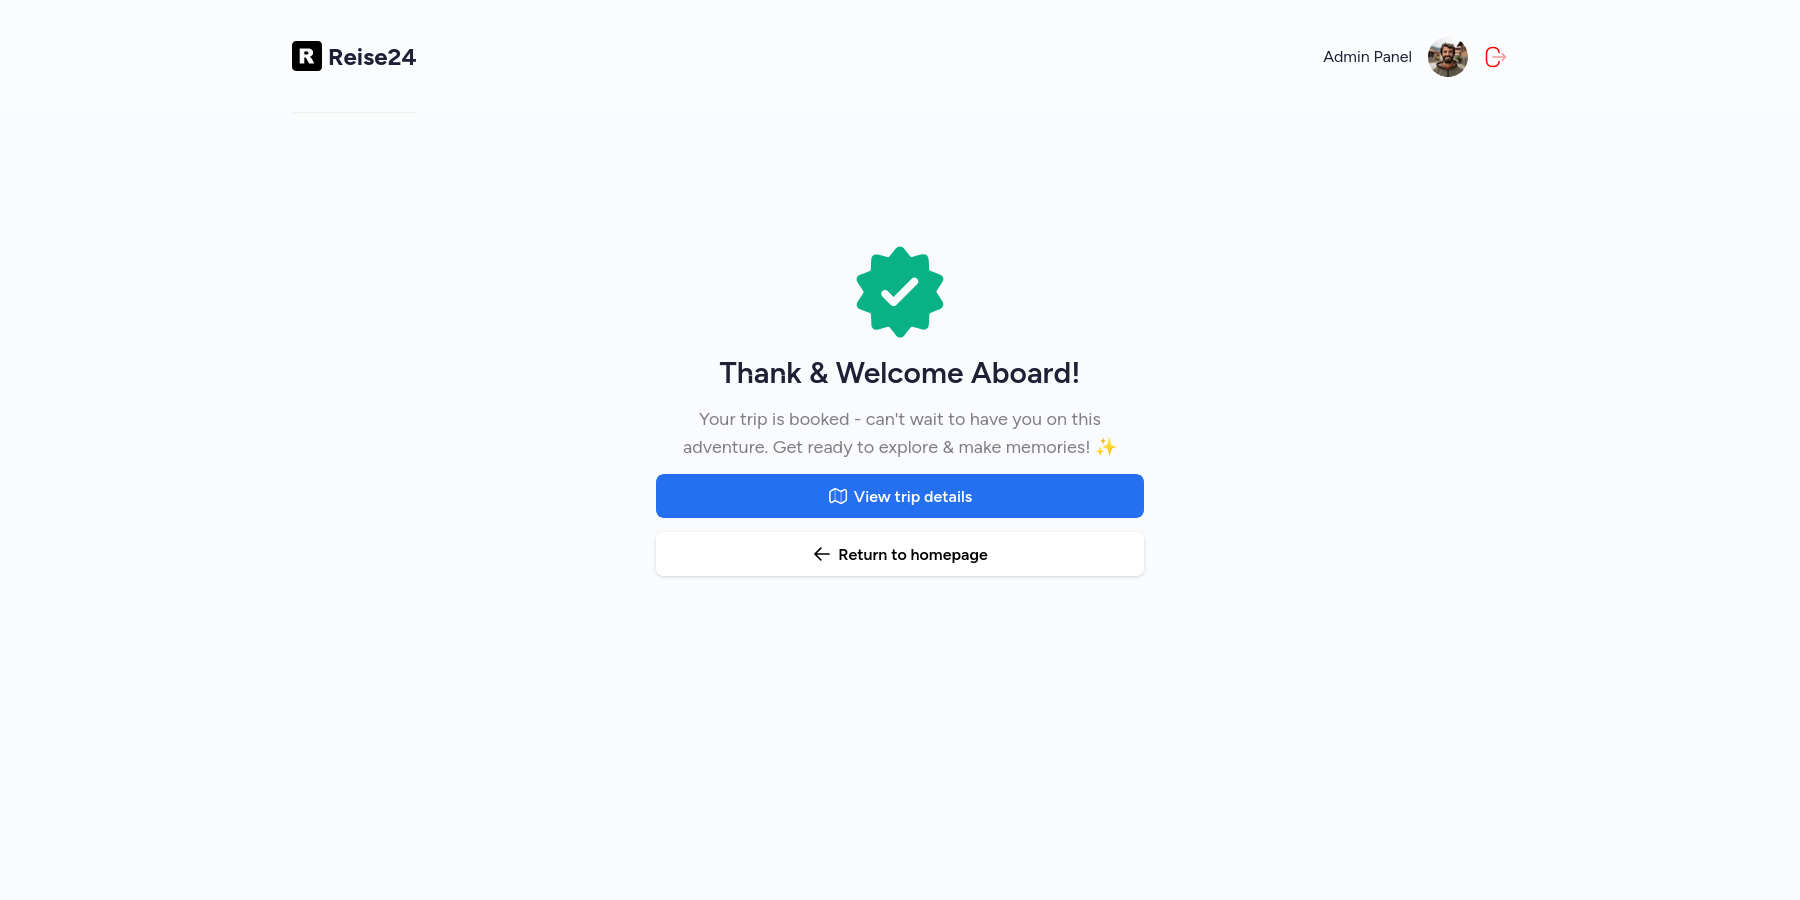 R Reise24
Admin Panel
Thank & Welcome Aboard!
Your trip is booked - can't wait to have you on this
adventure. Get ready to explore & make memories! ✨
View trip details
Return to homepage